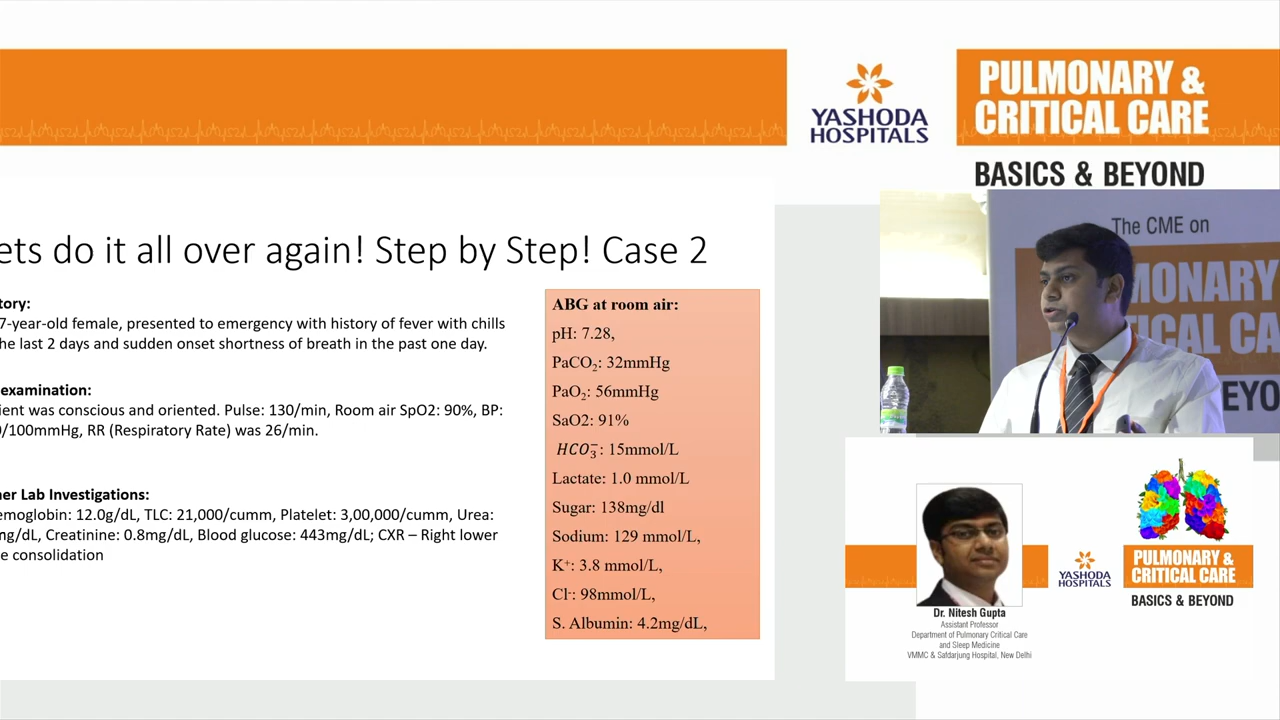 YASHODA
HOSPITALS
PULMONARY &
CRITICAL CARE
BASICS & BEYOND
ets do it all over again! Step by Step! Case 2
tory:
7-year-old female, presented to emergency with history of fever with chills
he last 2 days and sudden onset shortness of breath in the past one day.
examination:
ient was conscious and oriented. Pulse: 130/min, Room air SpO2: 90%, BP:
0/100mmHg, RR (Respiratory Rate) was 26/min.
er Lab Investigations:
emoglobin: 12.0g/dL, TLC: 21,000/cumm, Platelet: 3,00,000/cumm, Urea:
mg/dL, Creatinine: 0.8mg/dL, Blood glucose: 443mg/dL; CXR – Right lower
e consolidation
ABG at room air:
pH: 7.28,
PaCO₂: 32mmHg
PaO₂: 56mmHg
SaO2: 91%
HCO₃⁻: 15mmol/L
Lactate: 1.0 mmol/L
Sugar: 138mg/dl
Sodium: 129 mmol/L,
K⁺: 3.8 mmol/L,
Cl⁻: 98mmol/L,
S. Albumin: 4.2mg/dL,
The CME on
MONARY
ICAL CA
EYO
Dr. Nitesh Gupta
Assistant Professor
Department of Pulmonary Critical Care
and Sleep Medicine
VMMC & Safdarjung Hospital, New Delhi
YASHODA
HOSPITALS
PULMONARY &
CRITICAL CARE
BASICS & BEYOND